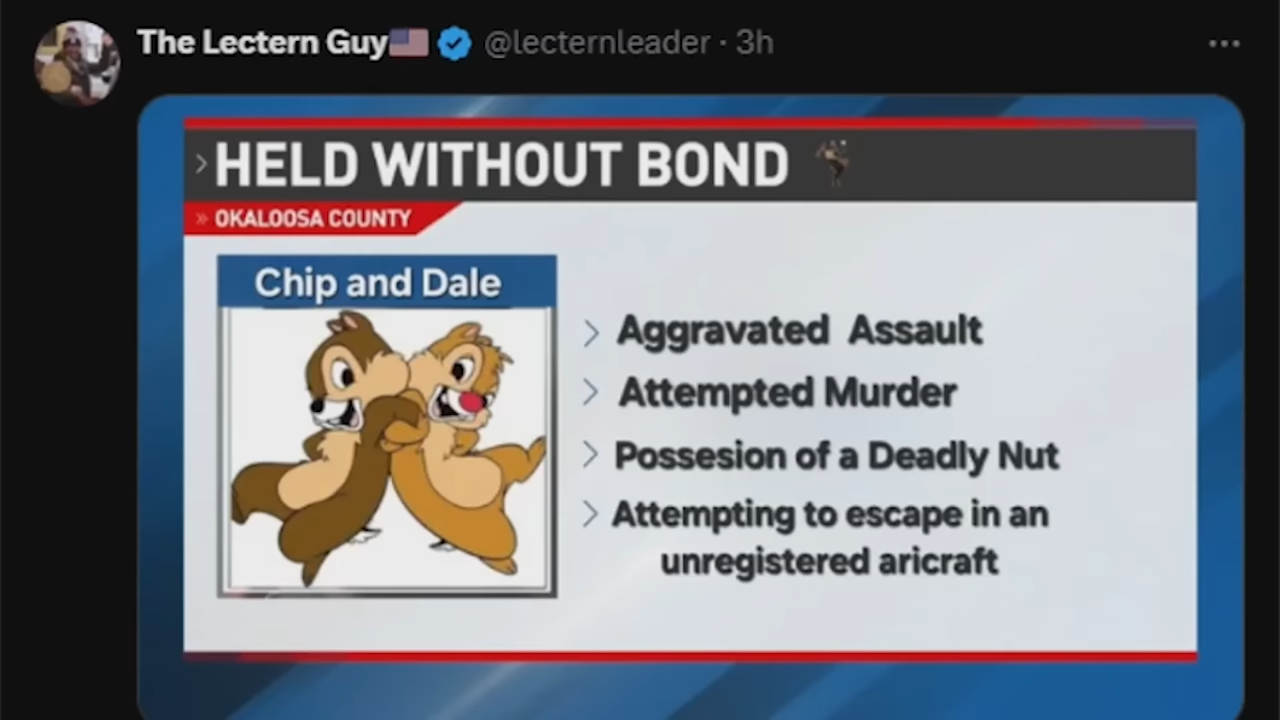 The Lectern Guy🇺🇸 @lecternleader · 3h
HELD WITHOUT BOND
OKALOOSA COUNTY
Chip and Dale
Aggravated Assault
Attempted Murder
Possesion of a Deadly Nut
Attempting to escape in an
unregistered aricraft